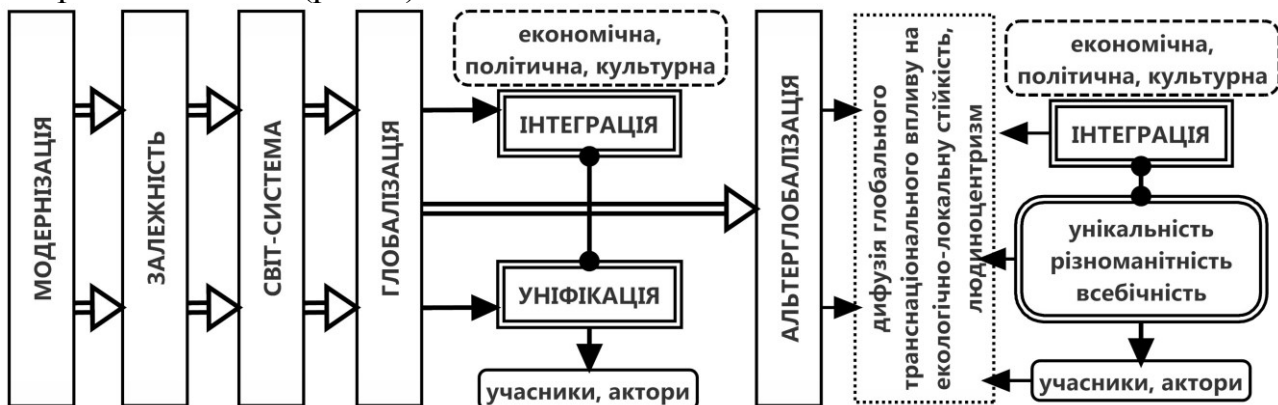 МОДЕРНІЗАЦІЯ
ЗАЛЕЖНІСТЬ
СВІТ-СИСТЕМА
ГЛОБАЛІЗАЦІЯ
економічна,
політична, культурна
ІНТЕГРАЦІЯ
УНІФІКАЦІЯ
учасники, актори
АЛЬТЕРГЛОБАЛІЗАЦІЯ
дифузія глобального
транснаціонального впливу на
екологічно-локальну стійкість,
людиноцентризм
економічна,
політична, культурна
ІНТЕГРАЦІЯ
унікальність
різноманітність
всебічність
учасники, актори